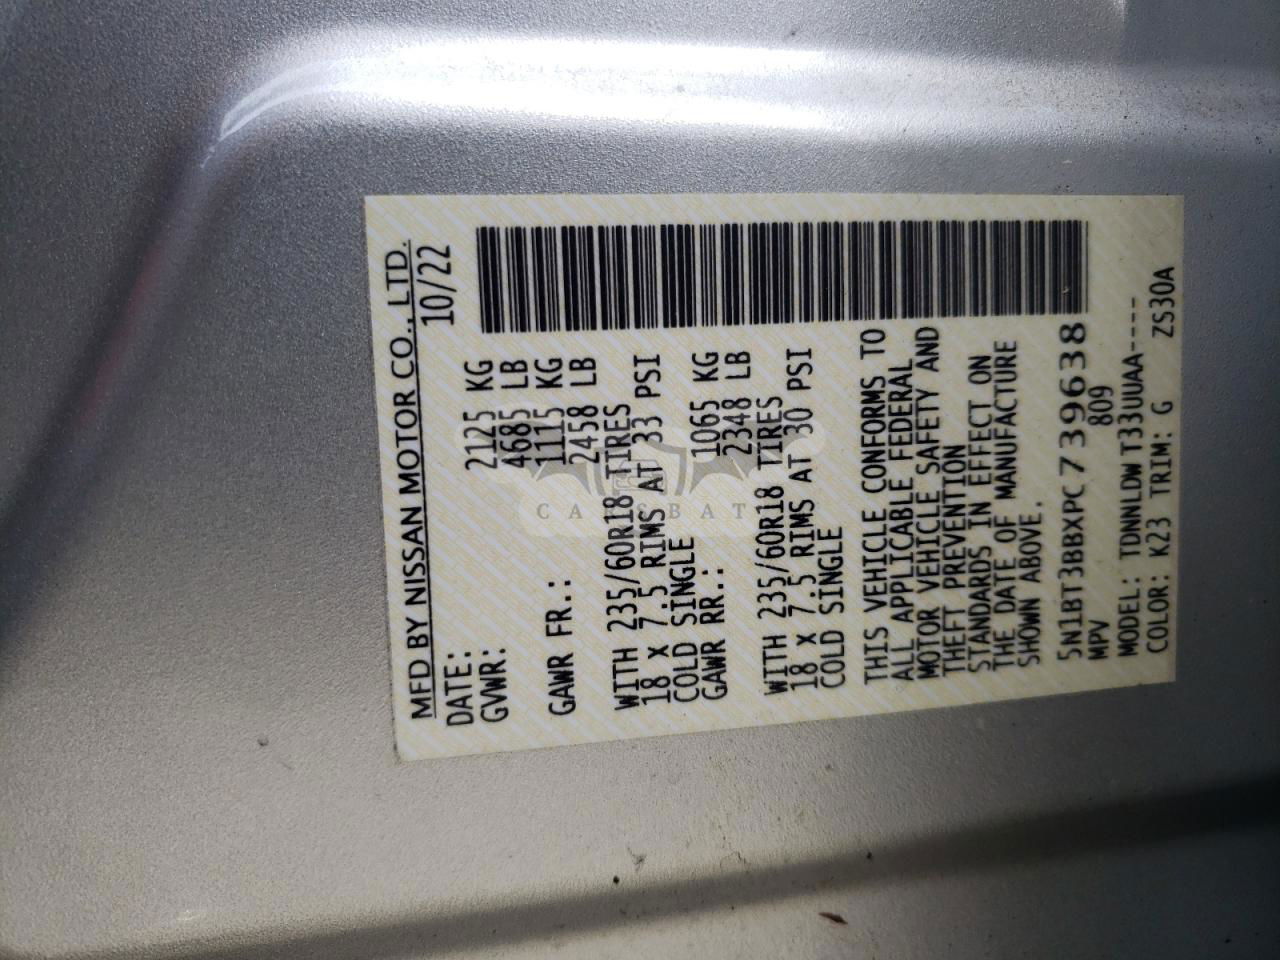 MFD BY NISSAN MOTOR CO., LTD.
DATE: 10/22
GVWR: 2125 KG
4685 LB
GAWR FR.: 1115 KG
2458 LB
WITH 235/60R18 TIRES
18 X 7.5 RIMS AT 33 PSI
COLD SINGLE
GAWR RR.: 1065 KG
2348 LB
WITH 235/60R18 TIRES
18 X 7.5 RIMS AT 30 PSI
COLD SINGLE
THIS VEHICLE CONFORMS TO
ALL APPLICABLE FEDERAL
MOTOR VEHICLE SAFETY AND
THEFT PREVENTION
STANDARDS IN EFFECT ON
THE DATE OF MANUFACTURE
SHOWN ABOVE.
5N1BT3BBXPC739638
MPV 809
MODEL: TDNNLDW T33UUAA----
COLOR: K23 TRIM: G ZS30A
CARSBAT